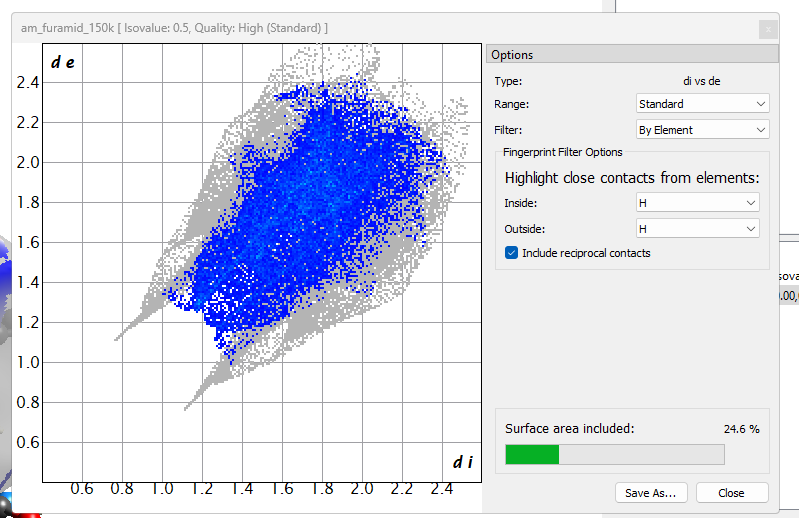 am_furamid_150k [ Isovalue: 0.5, Quality: High (Standard) ]
x
d e
2.4
2.2
2.0
1.8
1.6
1.4
1.2
1.0
0.8
0.6
d i
0.6 0.8 1.0 1.2 1.4 1.6 1.8 2.0 2.2 2.4
Options
Type: di vs de
Range: Standard
Filter: By Element
Fingerprint Filter Options
Highlight close contacts from elements:
Inside: H
Outside: H
Include reciprocal contacts
Surface area included: 24.6 %
Save As... Close